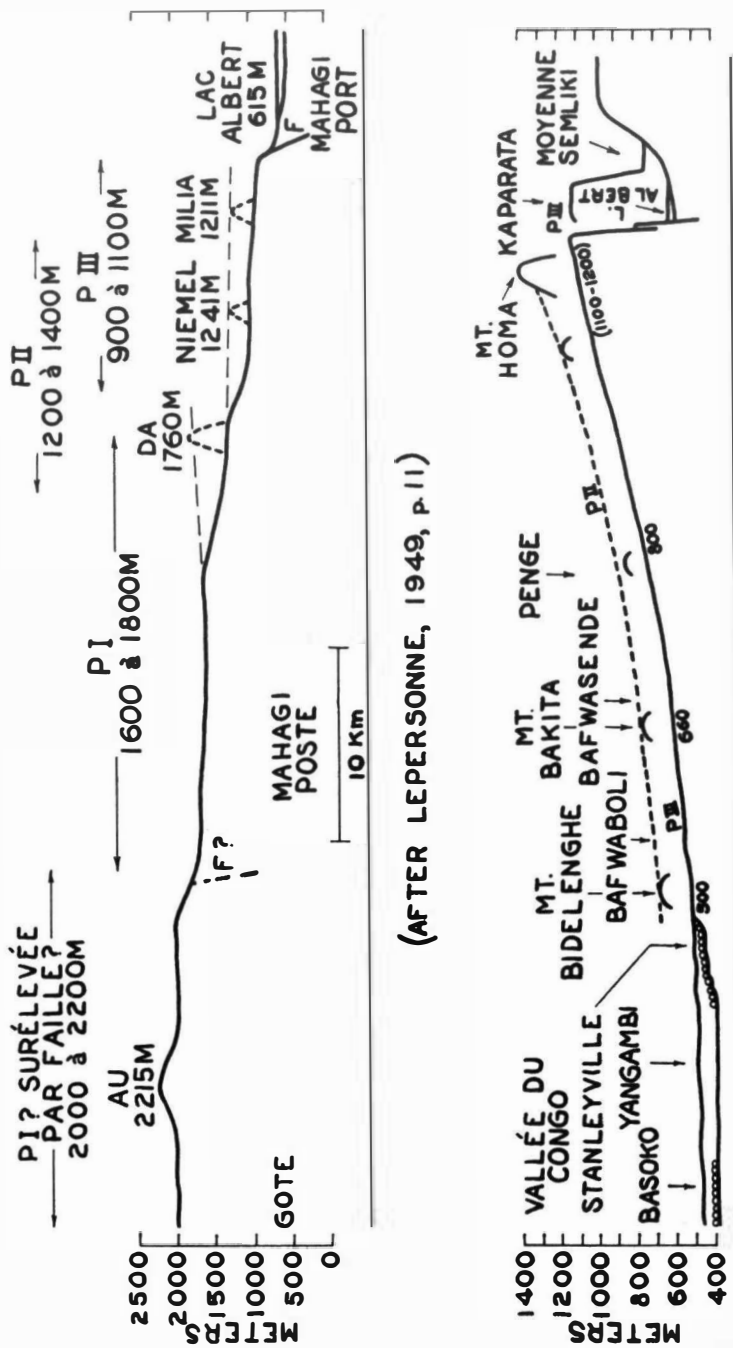 PI? SURÉLEVÉE
PAR FAILLE?
2000 à 2200M
PI
1600 à 1800M
PII
1200 à 1400M
PIII
900 à 1100M
AU
2215M
DA
1760M
NIEMEL
1241M
MILIA
1211M
LAC
ALBERT
615M
F
MAHAGI
PORT
F?
GOTE
MAHAGI
POSTE
10 Km
2500
2000
1500
1000
500
0
METERS
(AFTER LEPERSONNE, 1949, p. 11)
VALLÉE DU
CONGO
STANLEYVILLE
YANGAMBI
BASOKO
MT.
BIDELENGHE
BAFWABOLI
MT.
BAKITA
BAFWASENDE
PENGE
MT.
HOMA
KAPARATA
MOYENNE
SEMLIKI
PIII
L.
ALBERT
PII
PIII
500
660
800
(1100-1200)
1400
1200
1000
800
600
400
METERS